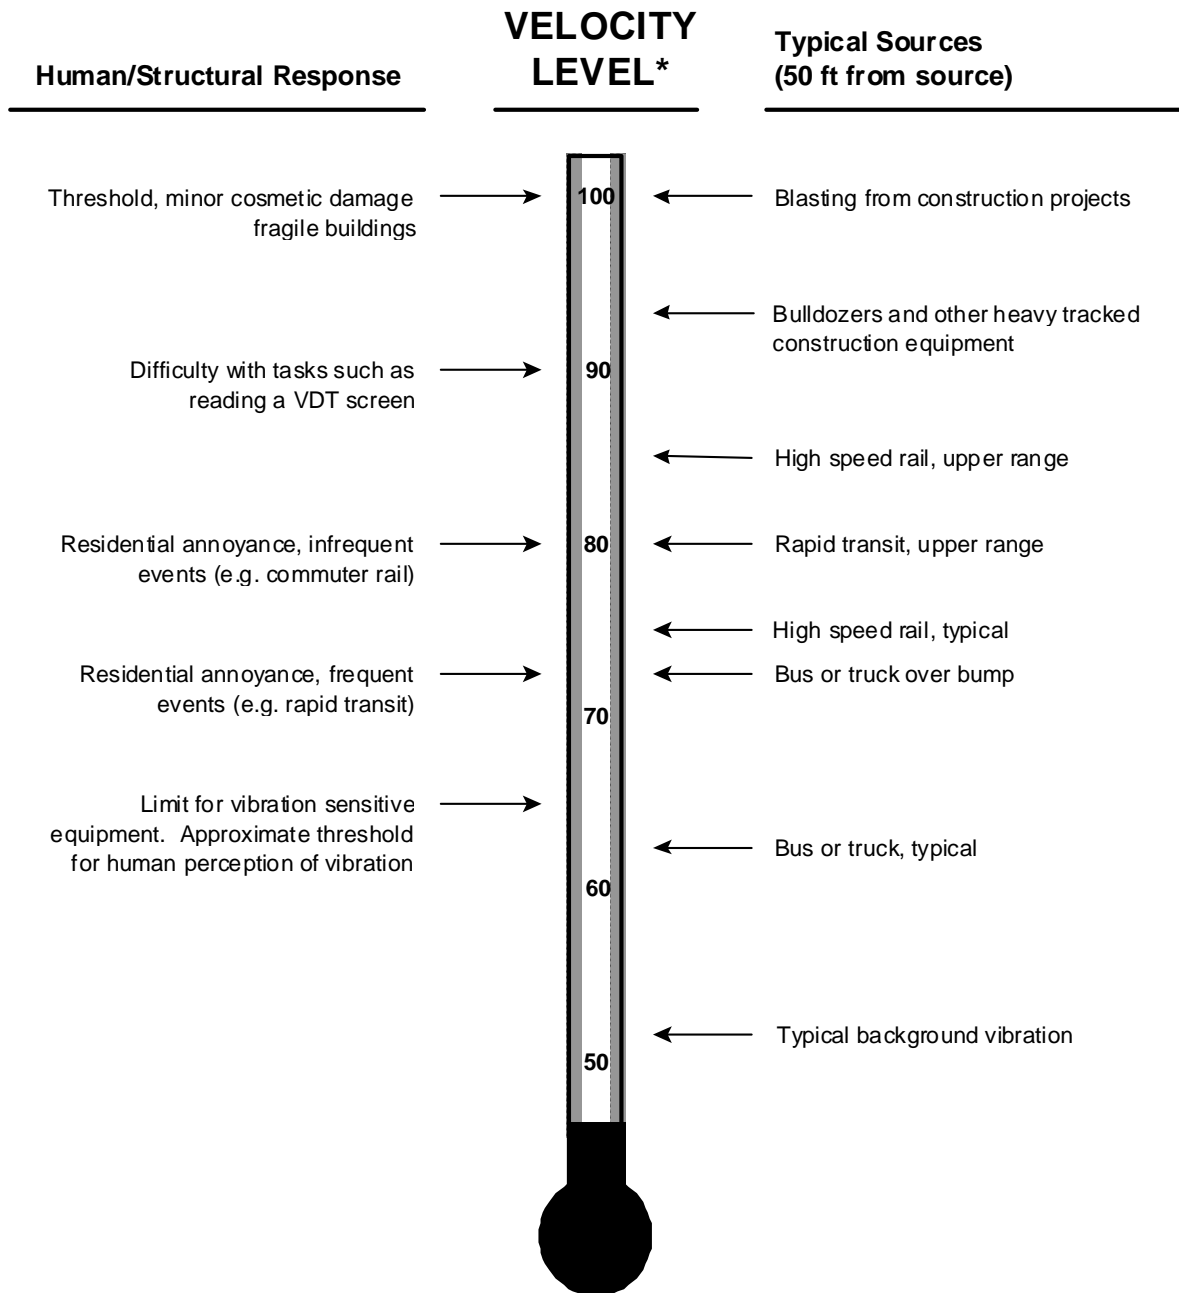 Human/Structural Response
VELOCITY
LEVEL*
Typical Sources
(50 ft from source)
Threshold, minor cosmetic damage
fragile buildings
100
Blasting from construction projects
Bulldozers and other heavy tracked
construction equipment
Difficulty with tasks such as
reading a VDT screen
90
High speed rail, upper range
Residential annoyance, infrequent
events (e.g. commuter rail)
80
Rapid transit, upper range
High speed rail, typical
Residential annoyance, frequent
events (e.g. rapid transit)
Bus or truck over bump
70
Limit for vibration sensitive
equipment. Approximate threshold
for human perception of vibration
Bus or truck, typical
60
Typical background vibration
50